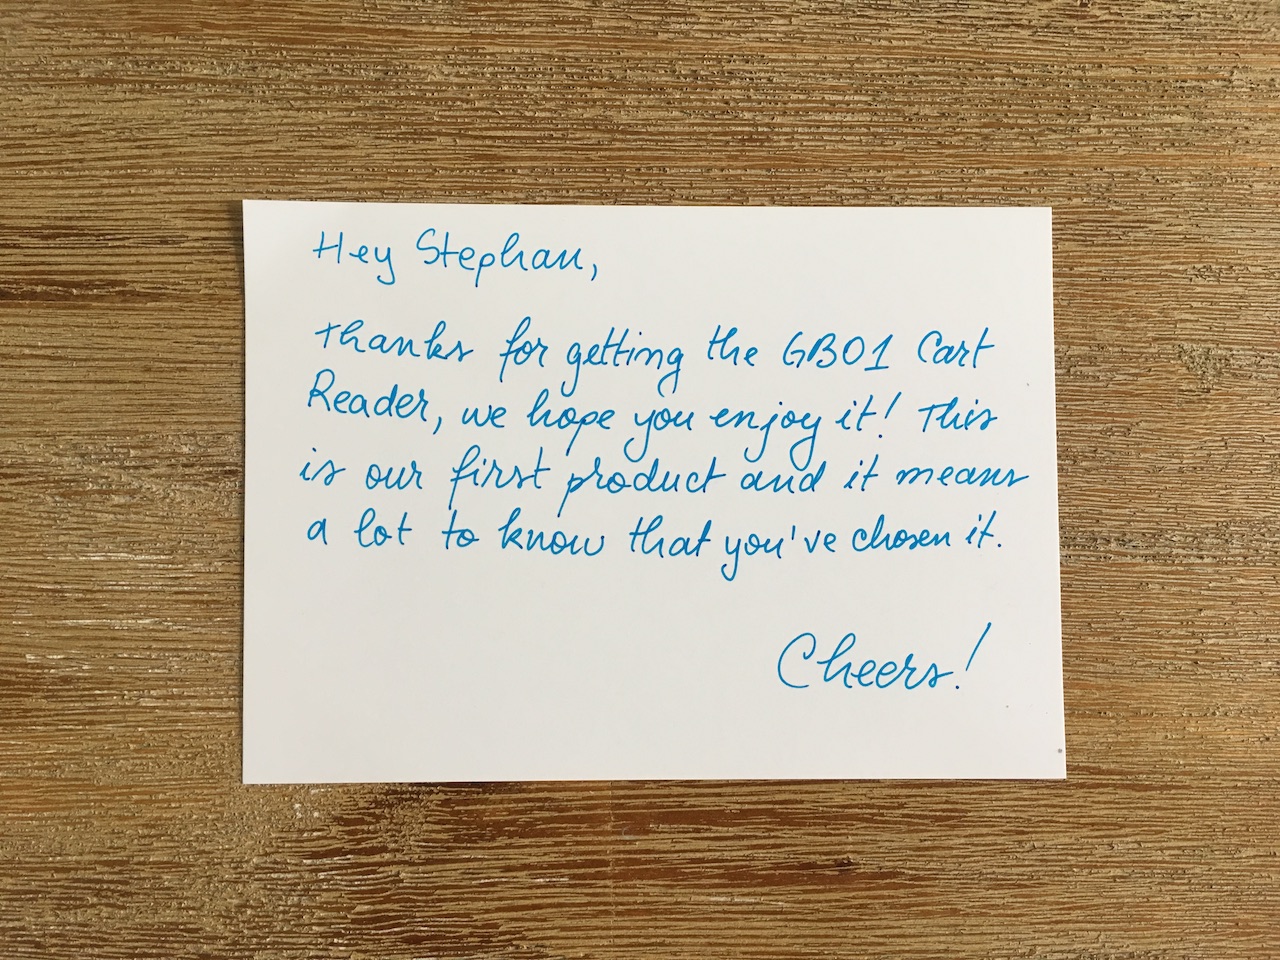 Hey Stephan,
Thanks for getting the GB01 Cart
Reader, we hope you enjoy it! This
is our first product and it means
a lot to know that you've chosen it.
Cheers!